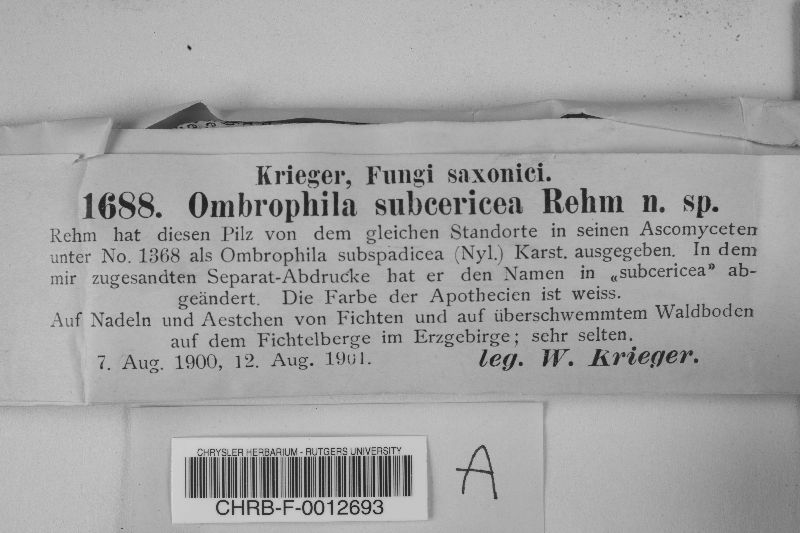 Krieger, Fungi saxonici.
1688. Ombrophila subcericea Rehm n. sp.
Rehm hat diesen Pilz von dem gleichen Standorte in seinen Ascomyceten
unter No. 1368 als Ombrophila subspadicea (Nyl.) Karst. ausgegeben. In dem
mir zugesandten Separat-Abdrucke hat er den Namen in „subcericea” ab-
geändert. Die Farbe der Apothecien ist weiss.
Auf Nadeln und Aestchen von Fichten und auf überschwemmtem Waldboden
auf dem Fichtelberge im Erzgebirge; sehr selten.
7. Aug. 1900, 12. Aug. 1901. leg. W. Krieger.
CHRYSLER HERBARIUM - RUTGERS UNIVERSITY
CHRB-F-0012693
A